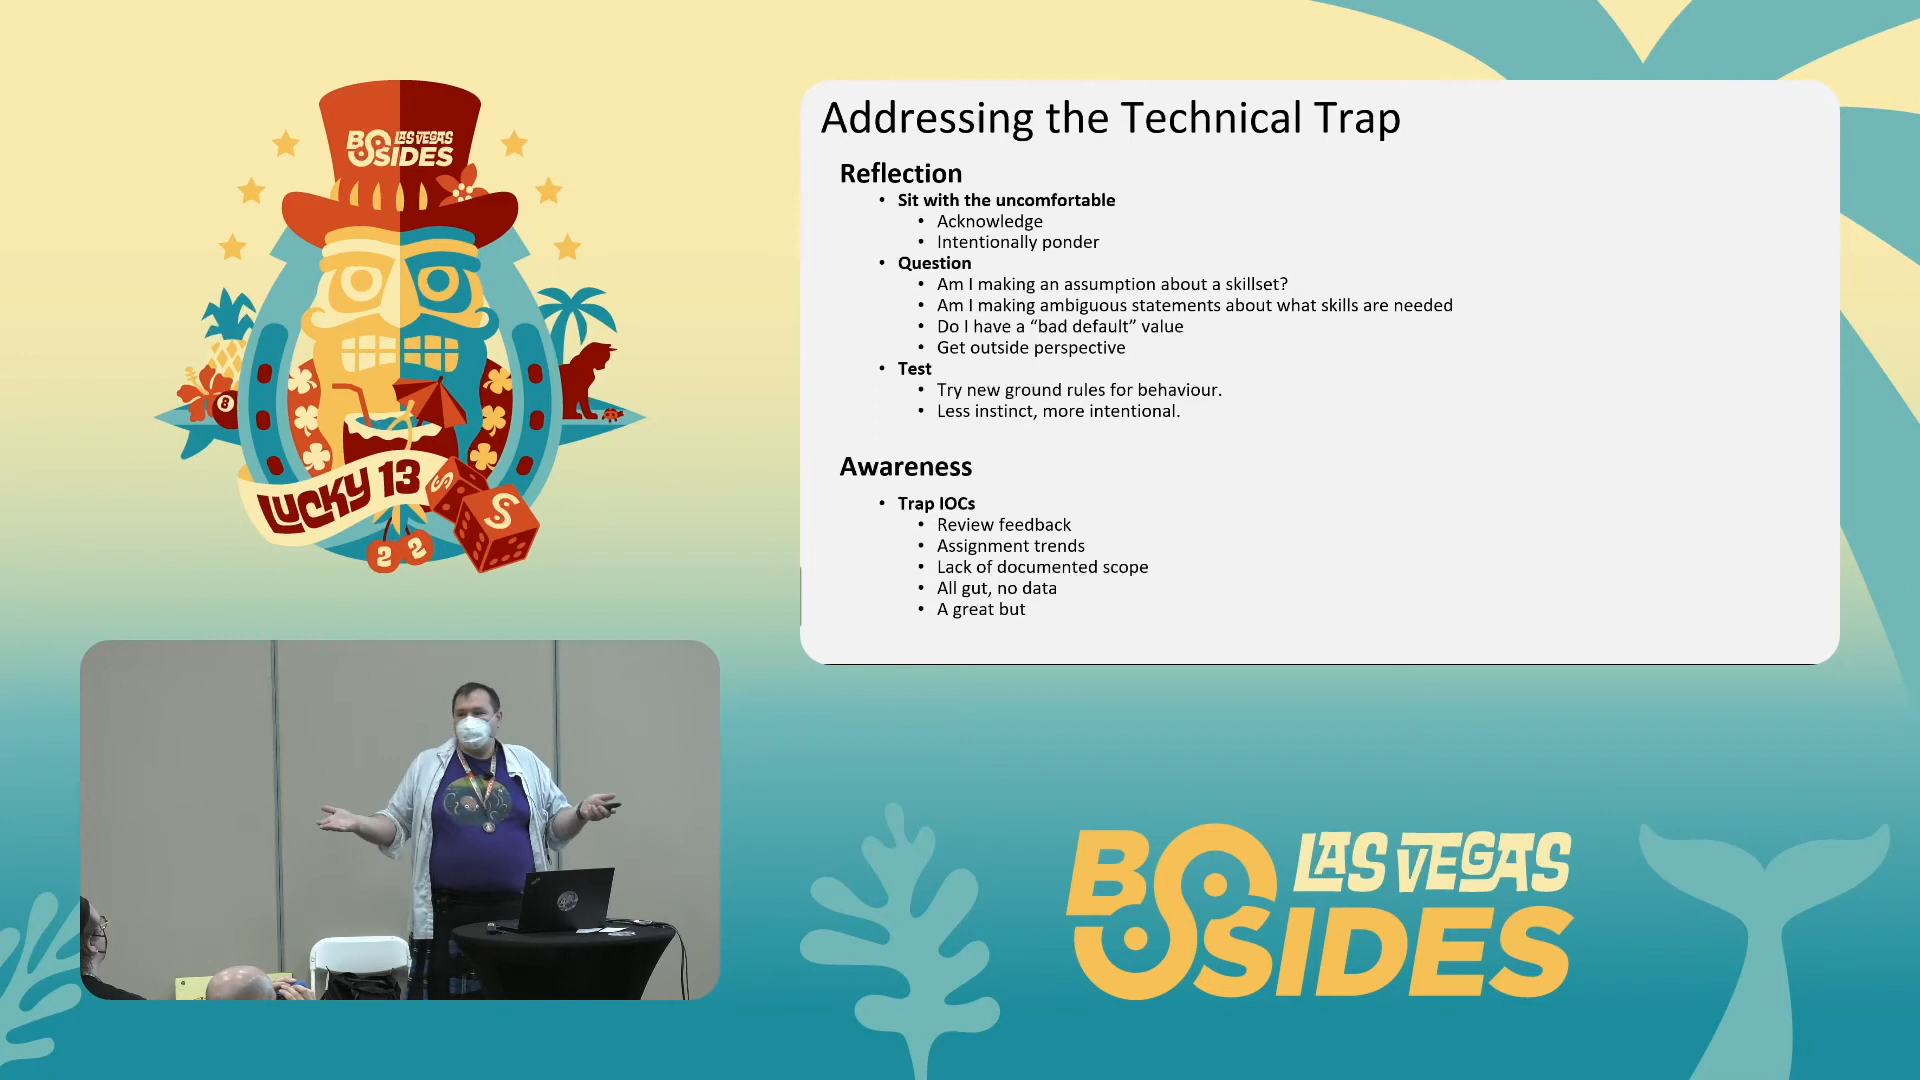 BSIDES LAS VEGAS
LUCKY 13
8
S
S
2 2
Addressing the Technical Trap
Reflection
• Sit with the uncomfortable
• Acknowledge
• Intentionally ponder
• Question
• Am I making an assumption about a skillset?
• Am I making ambiguous statements about what skills are needed
• Do I have a “bad default” value
• Get outside perspective
• Test
• Try new ground rules for behaviour.
• Less instinct, more intentional.
Awareness
• Trap IOCs
• Review feedback
• Assignment trends
• Lack of documented scope
• All gut, no data
• A great but
BSIDES LAS VEGAS